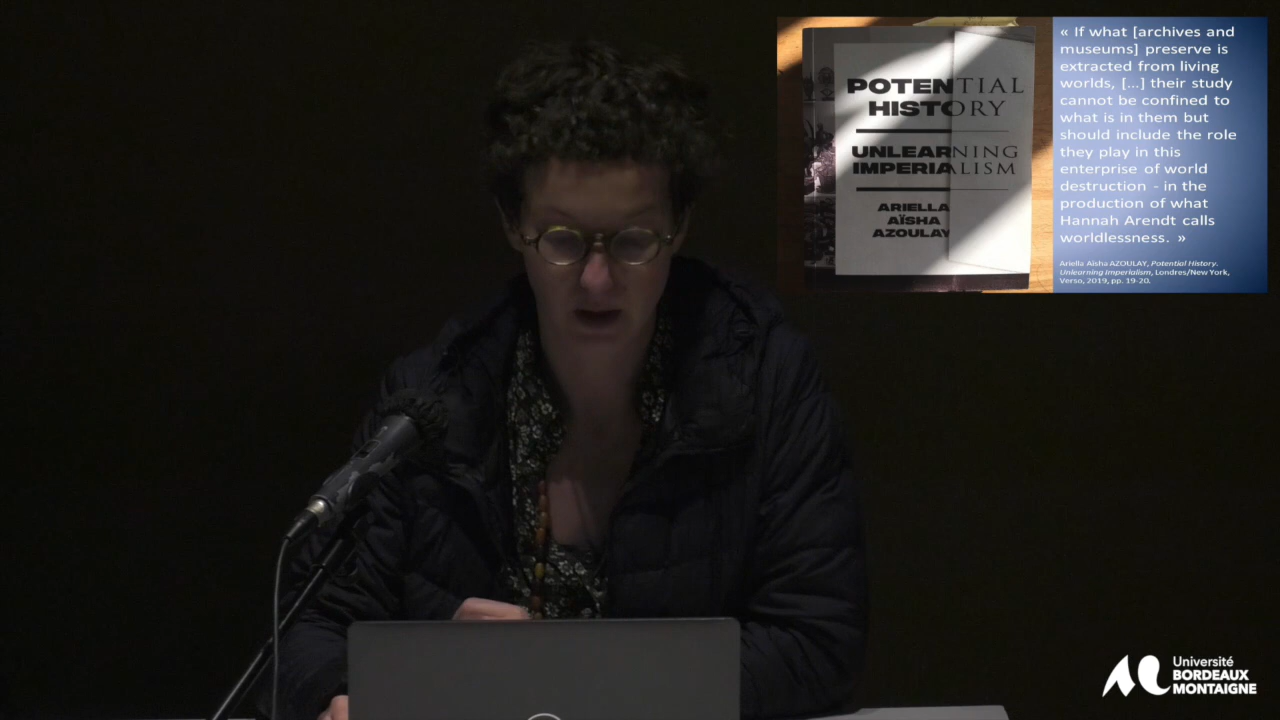 POTENTIAL
HISTORY
UNLEARNING
IMPERIALISM
ARIELLA
AÏSHA
AZOULAY
« If what [archives and
museums] preserve is
extracted from living
worlds, [...] their study
cannot be confined to
what is in them but
should include the role
they play in this
enterprise of world
destruction - in the
production of what
Hannah Arendt calls
worldlessness. »
Ariella Aïsha AZOULAY, Potential History.
Unlearning Imperialism, Londres/New York,
Verso, 2019, pp. 19-20.
Université
BORDEAUX
MONTAIGNE